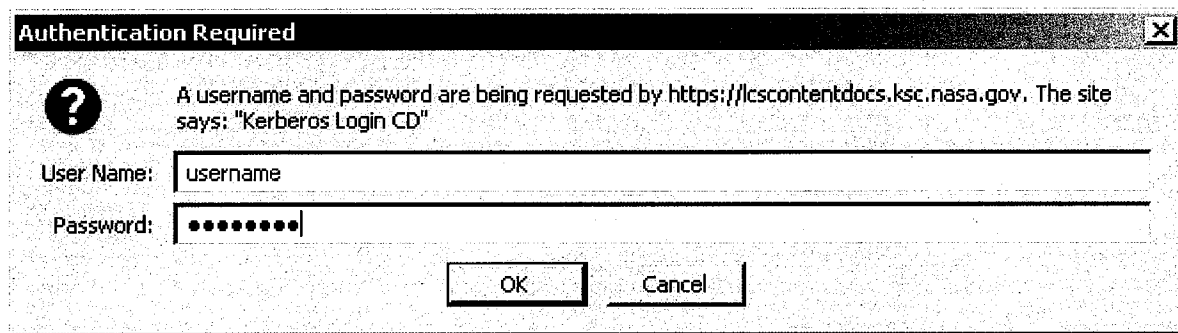 Authentication Required
A username and password are being requested by https://lcscontentdocs.ksc.nasa.gov. The site
says: "Kerberos Login CD"
User Name: username
Password: ●●●●●●●●
OK Cancel